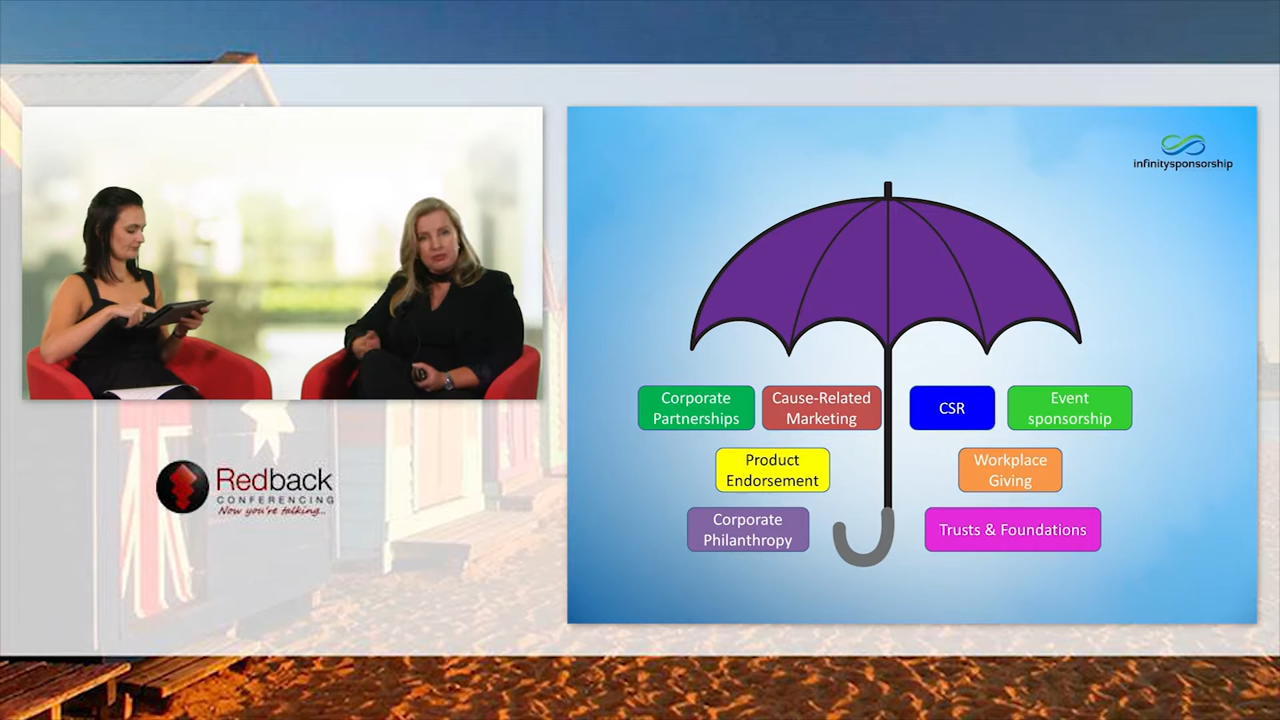 infinitysponsorship
Corporate
Partnerships
Cause-Related
Marketing
CSR
Event
sponsorship
Product
Endorsement
Workplace
Giving
Corporate
Philanthropy
Trusts & Foundations
Redback
CONFERENCING
Now you're talking...